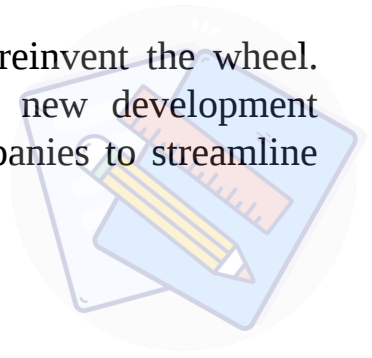 reinvent the wheel.
new development
panies to streamline